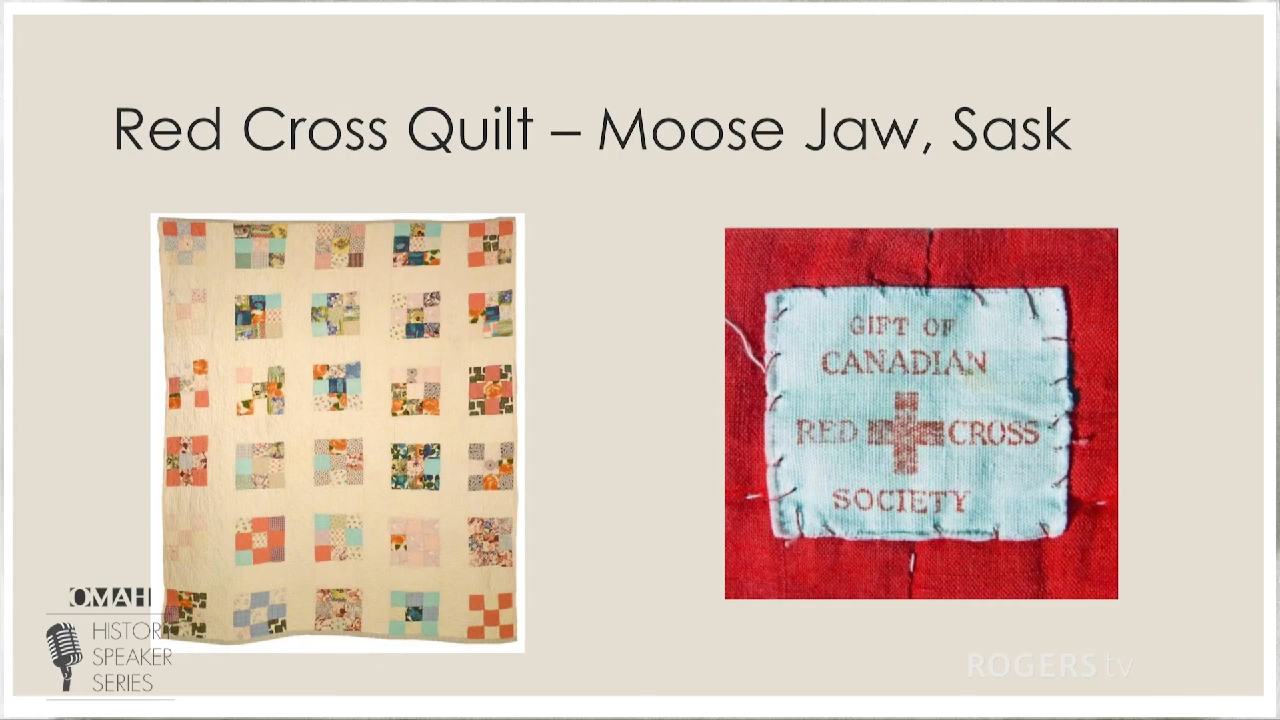 Red Cross Quilt – Moose Jaw, Sask
GIFT OF
CANADIAN
RED CROSS
SOCIETY
OMAH
HISTORY
SPEAKER
SERIES
ROGERS tv